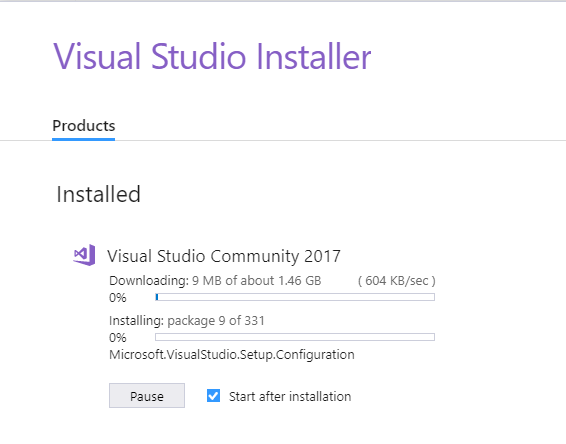 Visual Studio Installer
Products
Installed
Visual Studio Community 2017
Downloading: 9 MB of about 1.46 GB ( 604 KB/sec )
0%
Installing: package 9 of 331
0%
Microsoft.VisualStudio.Setup.Configuration
Pause Start after installation